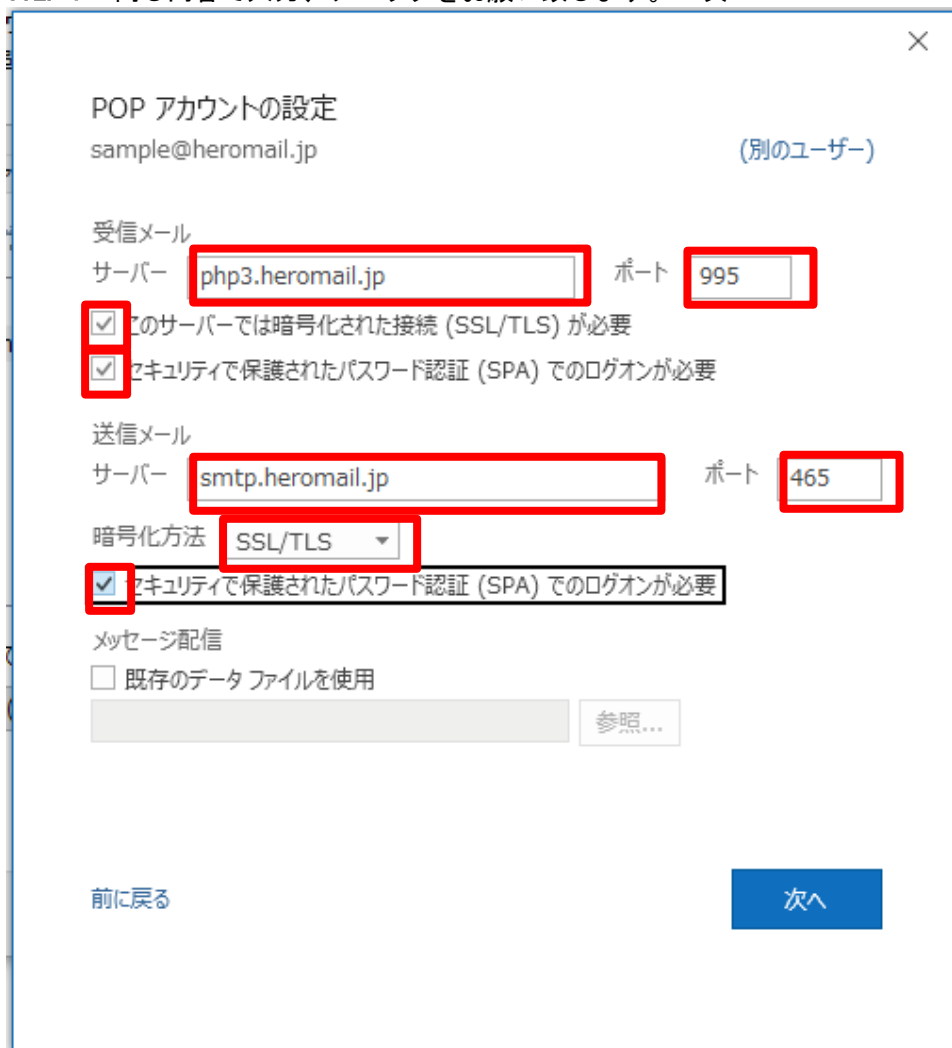 POP アカウントの設定
sample@heromail.jp (別のユーザー)
受信メール
サーバー php3.heromail.jp ポート 995
このサーバーでは暗号化された接続 (SSL/TLS) が必要
セキュリティで保護されたパスワード認証 (SPA) でのログオンが必要
送信メール
サーバー smtp.heromail.jp ポート 465
暗号化方法 SSL/TLS
セキュリティで保護されたパスワード認証 (SPA) でのログオンが必要
メッセージ配信
既存のデータ ファイルを使用
参照...
前に戻る 次へ